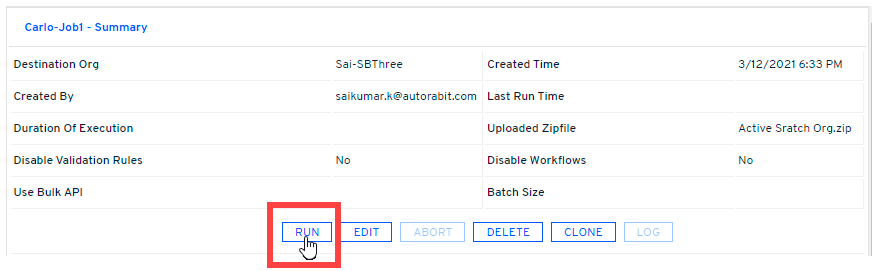 Carlo-Job1 - Summary
Destination Org Sai-SBThree Created Time 3/12/2021 6:33 PM
Created By saikumar.k@autorabit.com Last Run Time
Duration Of Execution Uploaded Zipfile Active Sratch Org.zip
Disable Validation Rules No Disable Workflows No
Use Bulk API Batch Size
RUN EDIT ABORT DELETE CLONE LOG